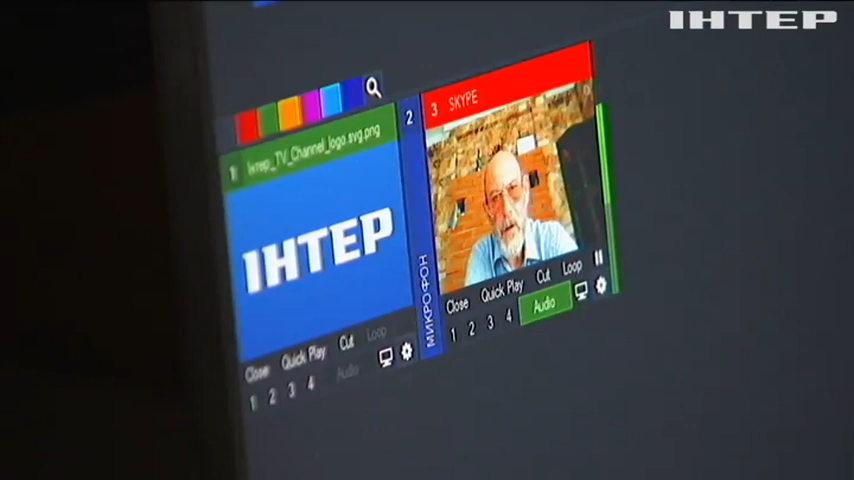 ІНТЕР
1 Інтер_TV_Channel_logo.svg.png
ІНТЕР
Close Quick Play Cut Loop
1 2 3 4 Audio
2
МИКРОФОН
3 SKYPE
Close Quick Play Cut Loop
1 2 3 4 Audio